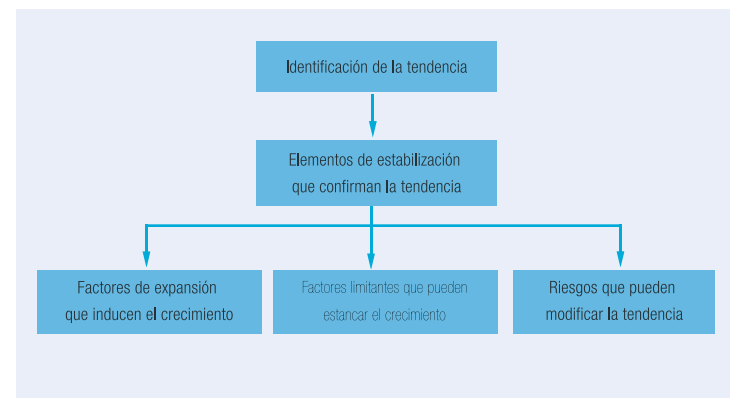 Identificación de la tendencia
Elementos de estabilización
que confirman la tendencia
Factores de expansión
que inducen el crecimiento
Factores limitantes que pueden
estancar el crecimiento
Riesgos que pueden
modificar la tendencia